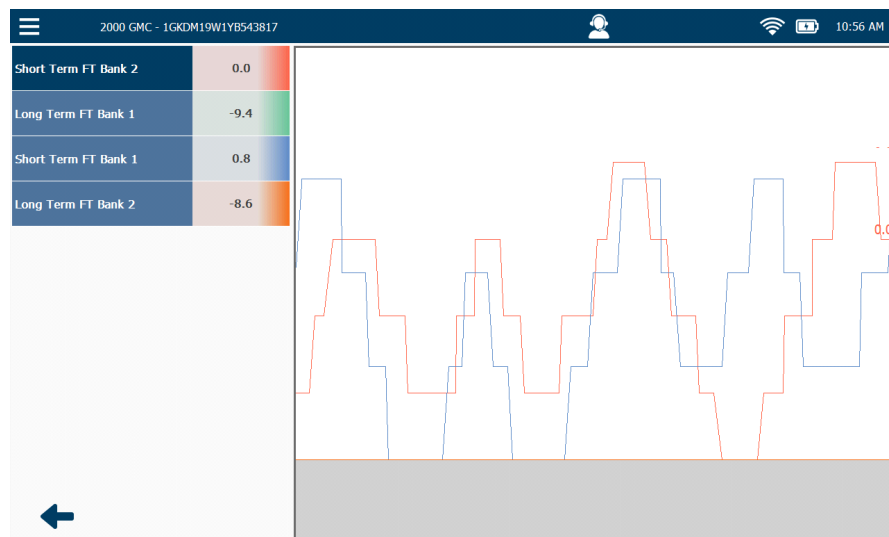 2000 GMC - 1GKDM19W1YB543817
10:56 AM
Short Term FT Bank 2 0.0
Long Term FT Bank 1 -9.4
Short Term FT Bank 1 0.8
Long Term FT Bank 2 -8.6